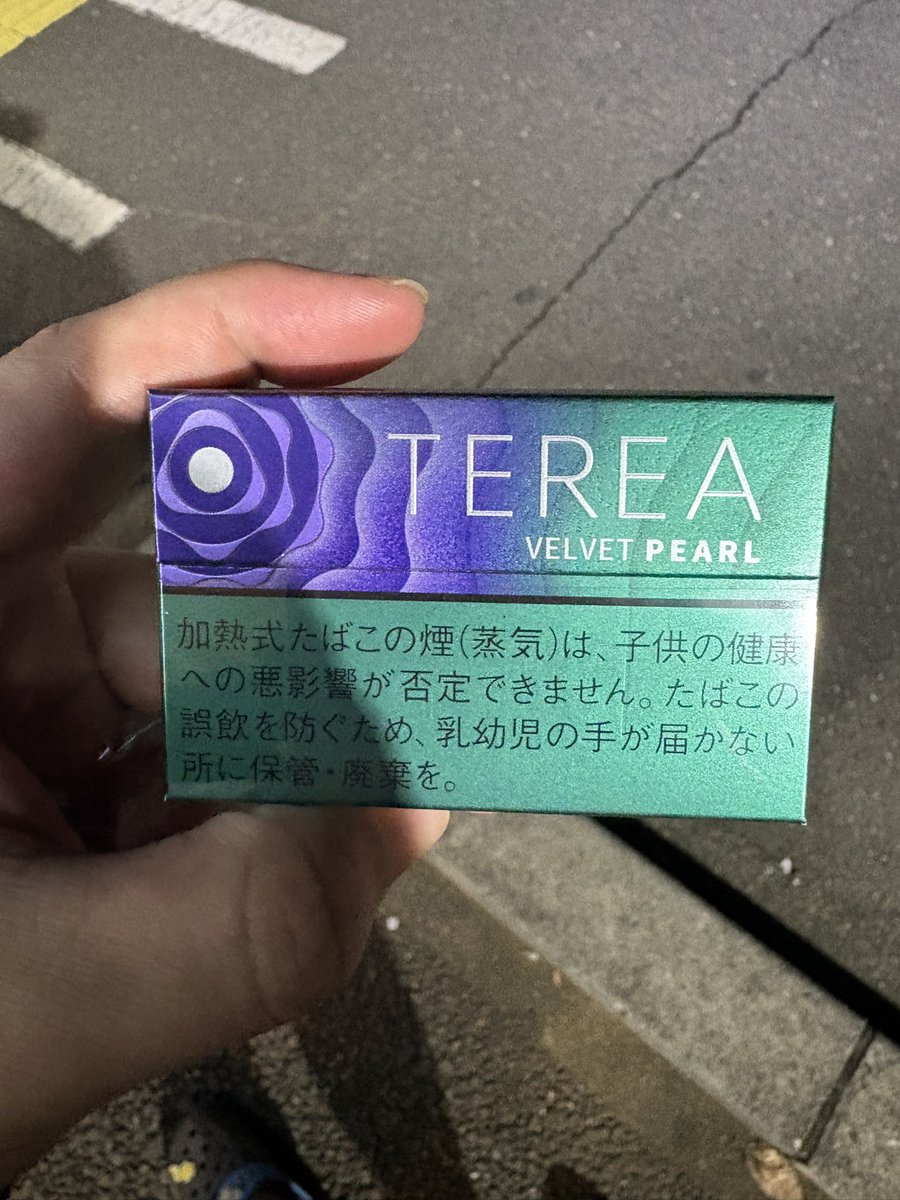 TEREA
VELVET PEARL
加熱式たばこの煙(蒸気)は、子供の健康
への悪影響が否定できません。たばこの
誤飲を防ぐため、乳幼児の手が届かない
所に保管・廃棄を。